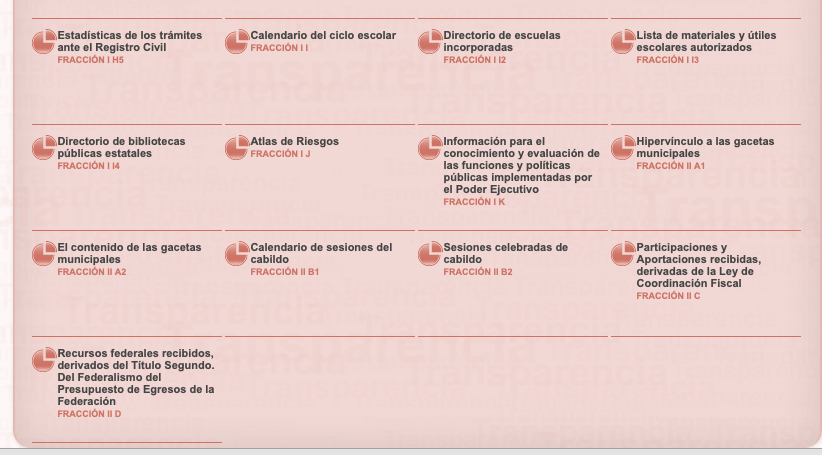 Estadísticas de los trámites
ante el Registro Civil
FRACCIÓN I H5
Calendario del ciclo escolar
FRACCIÓN I I
Directorio de escuelas
incorporadas
FRACCIÓN I I2
Lista de materiales y útiles
escolares autorizados
FRACCIÓN I I3
Directorio de bibliotecas
públicas estatales
FRACCIÓN I I4
Atlas de Riesgos
FRACCIÓN I J
Información para el
conocimiento y evaluación de
las funciones y políticas
públicas implementadas por
el Poder Ejecutivo
FRACCIÓN I K
Hipervínculo a las gacetas
municipales
FRACCIÓN II A1
El contenido de las gacetas
municipales
FRACCIÓN II A2
Calendario de sesiones del
cabildo
FRACCIÓN II B1
Sesiones celebradas de
cabildo
FRACCIÓN II B2
Participaciones y
Aportaciones recibidas,
derivadas de la Ley de
Coordinación Fiscal
FRACCIÓN II C
Recursos federales recibidos,
derivados del Título Segundo.
Del Federalismo del
Presupuesto de Egresos de la
Federación
FRACCIÓN II D